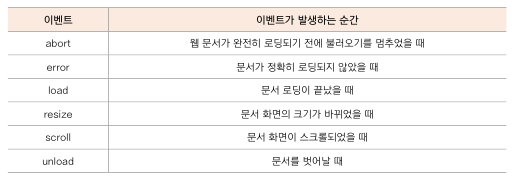 이벤트 이벤트가 발생하는 순간
abort 웹 문서가 완전히 로딩되기 전에 불러오기를 멈추었을 때
error 문서가 정확히 로딩되지 않았을 때
load 문서 로딩이 끝났을 때
resize 문서 화면의 크기가 바뀌었을 때
scroll 문서 화면이 스크롤되었을 때
unload 문서를 벗어날 때